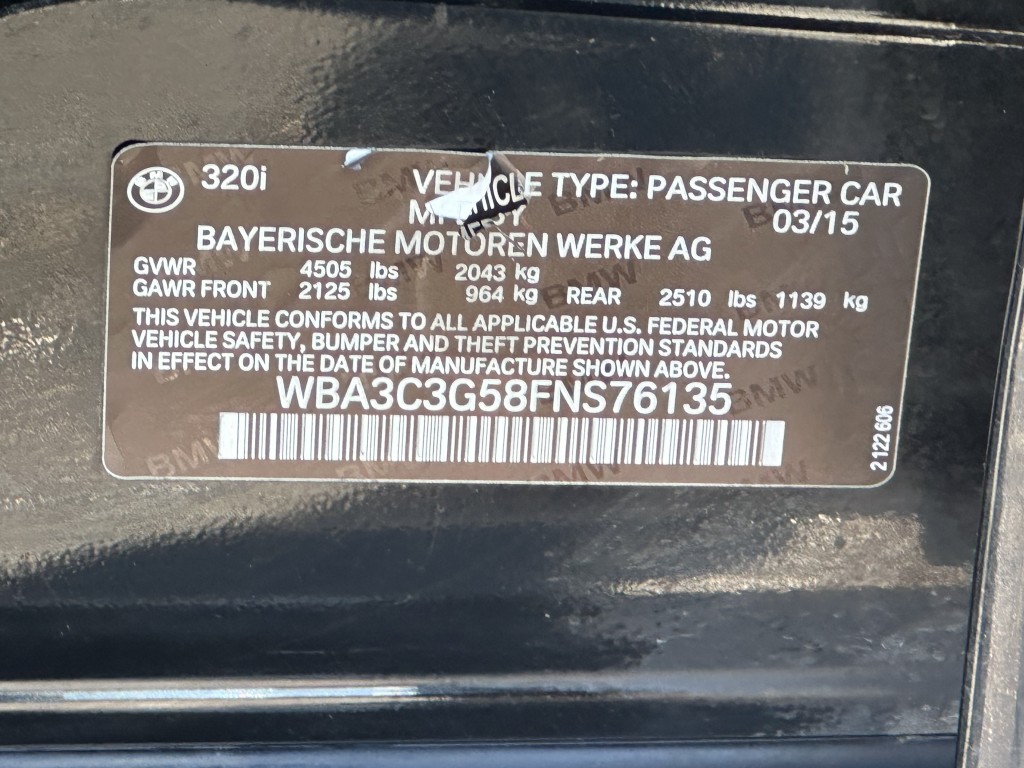 320i
VEHICLE TYPE: PASSENGER CAR
03/15
BAYERISCHE MOTOREN WERKE AG
GVWR 4505 lbs 2043 kg
GAWR FRONT 2125 lbs 964 kg REAR 2510 lbs 1139 kg
THIS VEHICLE CONFORMS TO ALL APPLICABLE U.S. FEDERAL MOTOR
VEHICLE SAFETY, BUMPER AND THEFT PREVENTION STANDARDS
IN EFFECT ON THE DATE OF MANUFACTURE SHOWN ABOVE.
WBA3C3G58FNS76135
2122606